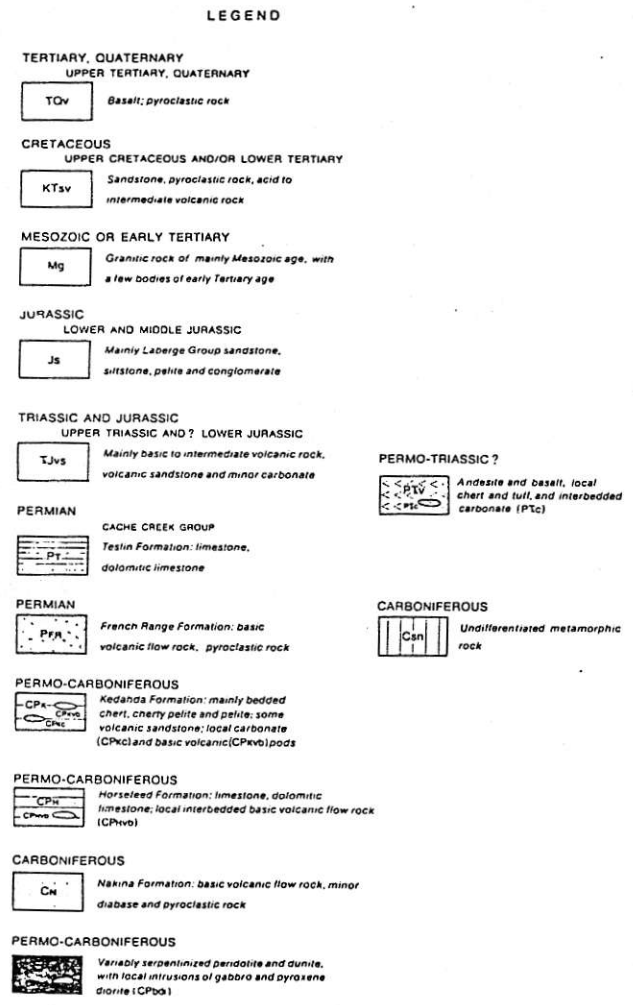 LEGEND
TERTIARY, QUATERNARY
UPPER TERTIARY, QUATERNARY
TQv
Basalt; pyroclastic rock
CRETACEOUS
UPPER CRETACEOUS AND/OR LOWER TERTIARY
KTsv
Sandstone, pyroclastic rock, acid to
intermediate volcanic rock
MESOZOIC OR EARLY TERTIARY
Mg
Granitic rock of mainly Mesozoic age, with
a few bodies of early Tertiary age
JURASSIC
LOWER AND MIDDLE JURASSIC
Js
Mainly Laberge Group sandstone,
siltstone, pelite and conglomerate
TRIASSIC AND JURASSIC
UPPER TRIASSIC AND? LOWER JURASSIC
TJvs
Mainly basic to intermediate volcanic rock,
volcanic sandstone and minor carbonate
PERMIAN
CACHE CREEK GROUP
PT
Teslin Formation: limestone,
dolomitic limestone
PERMIAN
PFR
French Range Formation: basic
volcanic flow rock, pyroclastic rock
PERMO-CARBONIFEROUS
CPK
CPKvb
CPKc
Kedahda Formation: mainly bedded
chert, cherty pelite and pelite; some
volcanic sandstone; local carbonate
(CPKc) and basic volcanic (CPKvb) pods
PERMO-CARBONIFEROUS
CPH
CPHvb
Horsefeed Formation: limestone, dolomitic
limestone; local interbedded basic volcanic flow rock
(CPHvb)
CARBONIFEROUS
CN
Nakina Formation: basic volcanic flow rock, minor
diabase and pyroclastic rock
PERMO-CARBONIFEROUS
Variably serpentinized peridotite and dunite,
with local intrusions of gabbro and pyroxene
diorite
PERMO-TRIASSIC?
PTv
PTc
Andesite and basalt, local
chert and tuff, and interbedded
carbonate (PTc)
CARBONIFEROUS
Csn
Undifferentiated metamorphic
rock